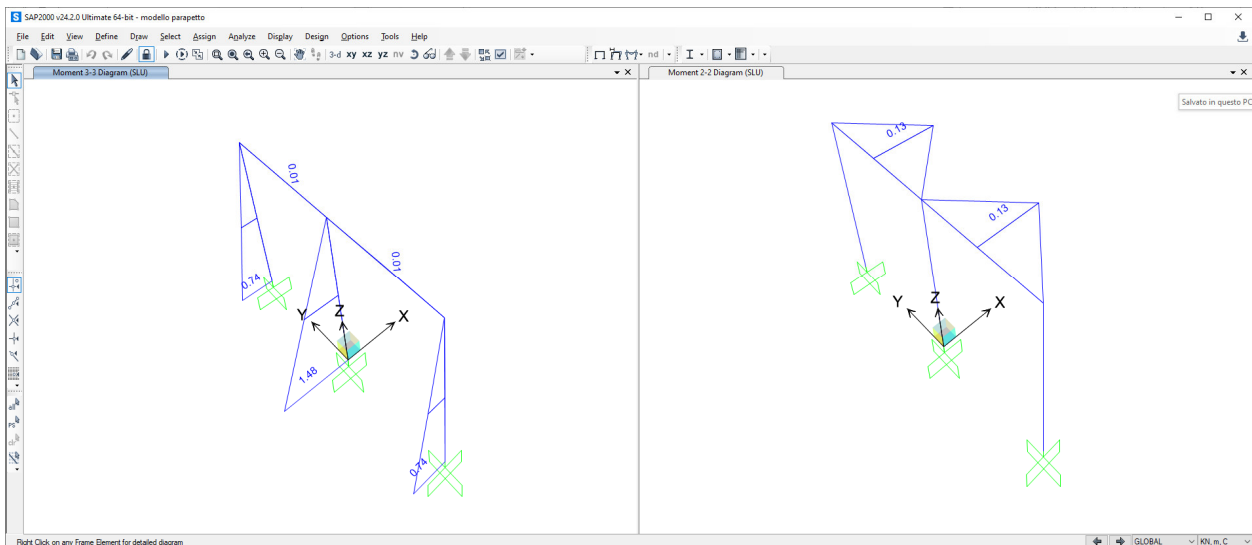 SAP2000 v24.2.0 Ultimate 64-bit - modello parapetto
File Edit View Define Draw Select Assign Analyze Display Design Options Tools Help
3-d xy xz yz nv nd
Moment 3-3 Diagram (SLU)
Moment 2-2 Diagram (SLU)
Salvato in questo PC
0.13
0.01
0.13
0.01
0.74
Y Z X
Y Z X
1.48
0.74
all
PS
clr
Right Click on any Frame Element for detailed diagram
GLOBAL
KN, m, C